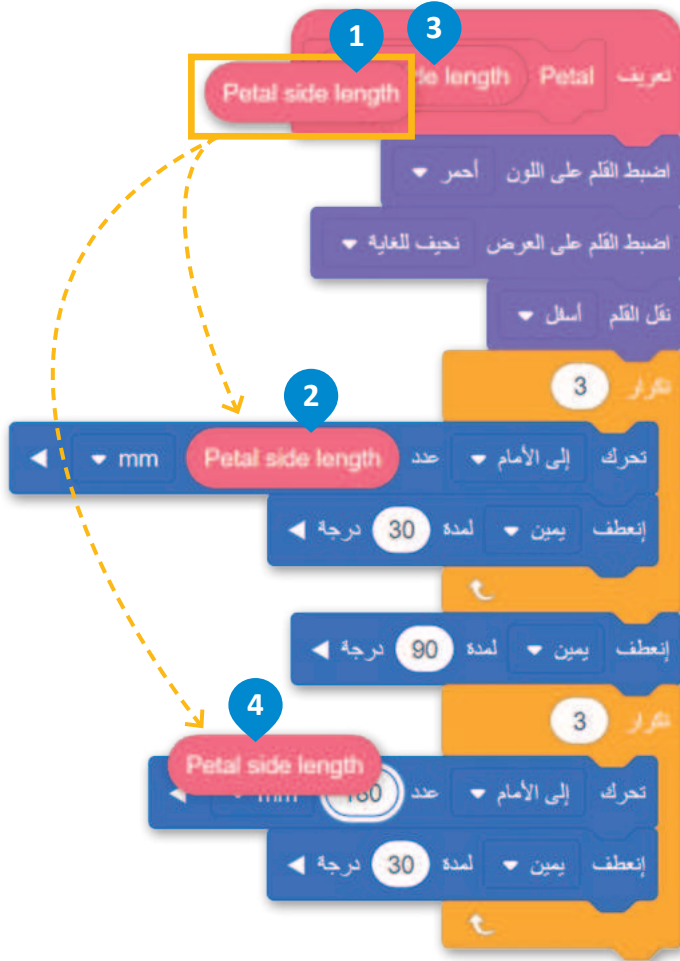 1
3
تعريف Petal de length
Petal side length
اضبط القلم على اللون أحمر
اضبط القلم على العرض نحيف للغاية
نقل القلم أسفل
تكرار 3
2
تحرك إلى الأمام عدد Petal side length mm
إنعطف يمين لمدة 30 درجة
إنعطف يمين لمدة 90 درجة
4
تكرار 3
Petal side length
تحرك إلى الأمام عدد 180 mm
إنعطف يمين لمدة 30 درجة